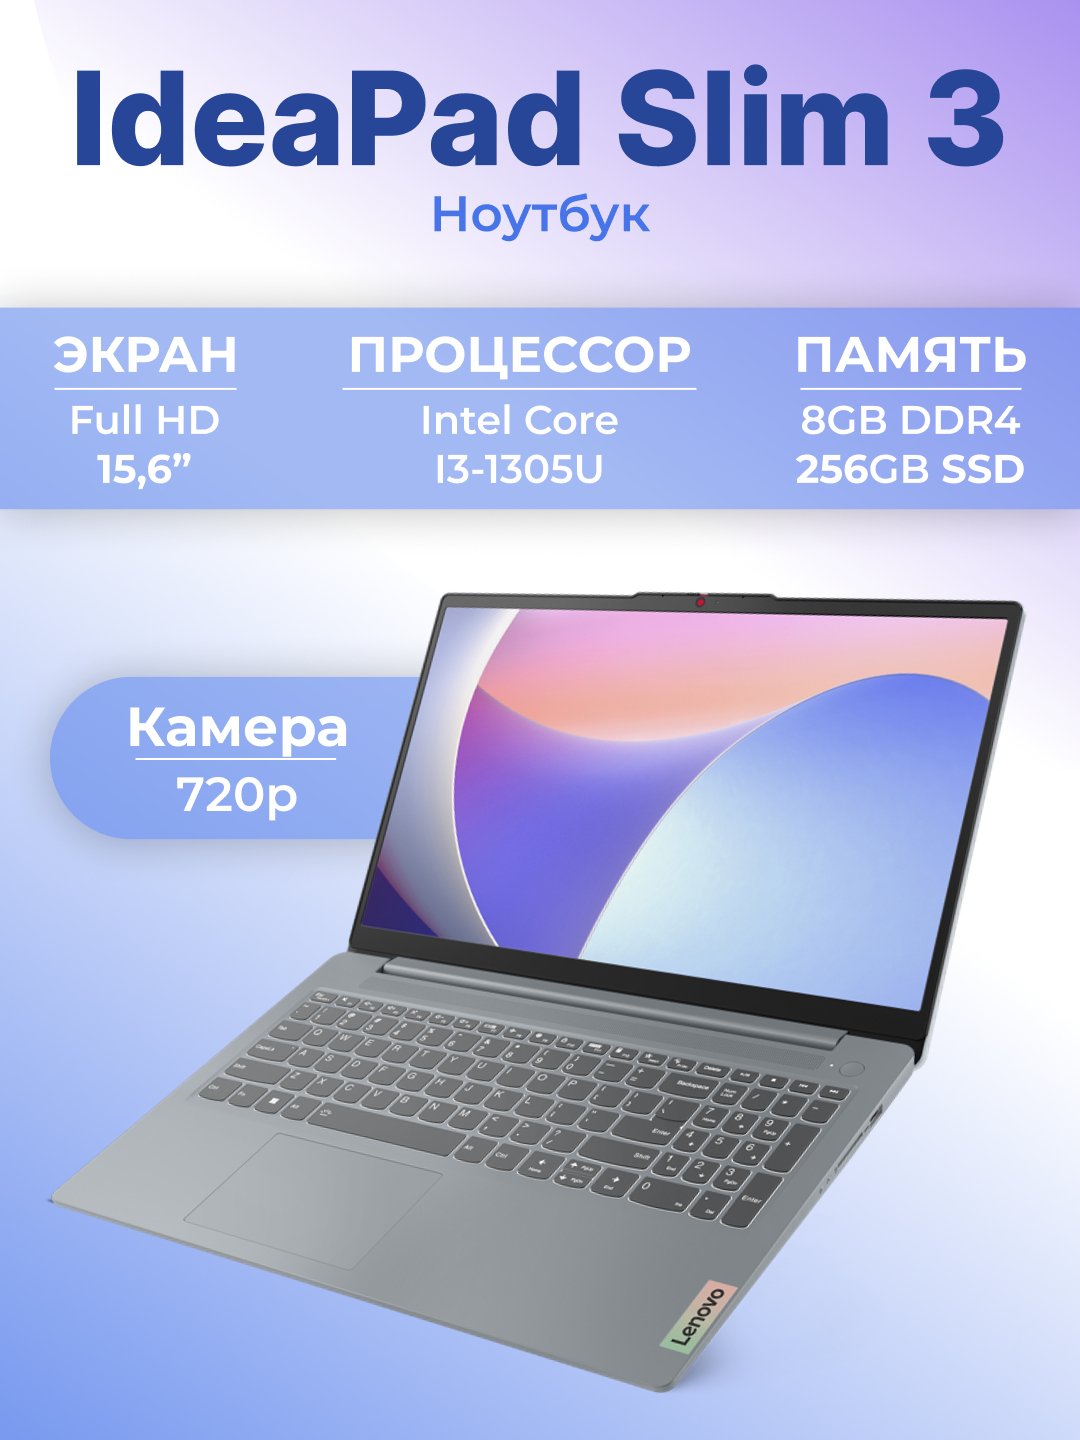 IdeaPad Slim 3
Ноутбук
ЭКРАН
Full HD
15,6”
ПРОЦЕССОР
Intel Core
I3-1305U
ПАМЯТЬ
8GB DDR4
256GB SSD
Камера
720p
Lenovo